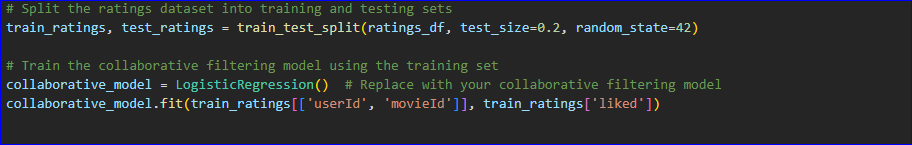 # Split the ratings dataset into training and testing sets
train_ratings, test_ratings = train_test_split(ratings_df, test_size=0.2, random_state=42)
# Train the collaborative filtering model using the training set
collaborative_model = LogisticRegression()  # Replace with your collaborative filtering model
collaborative_model.fit(train_ratings[['userId', 'movieId']], train_ratings['liked'])